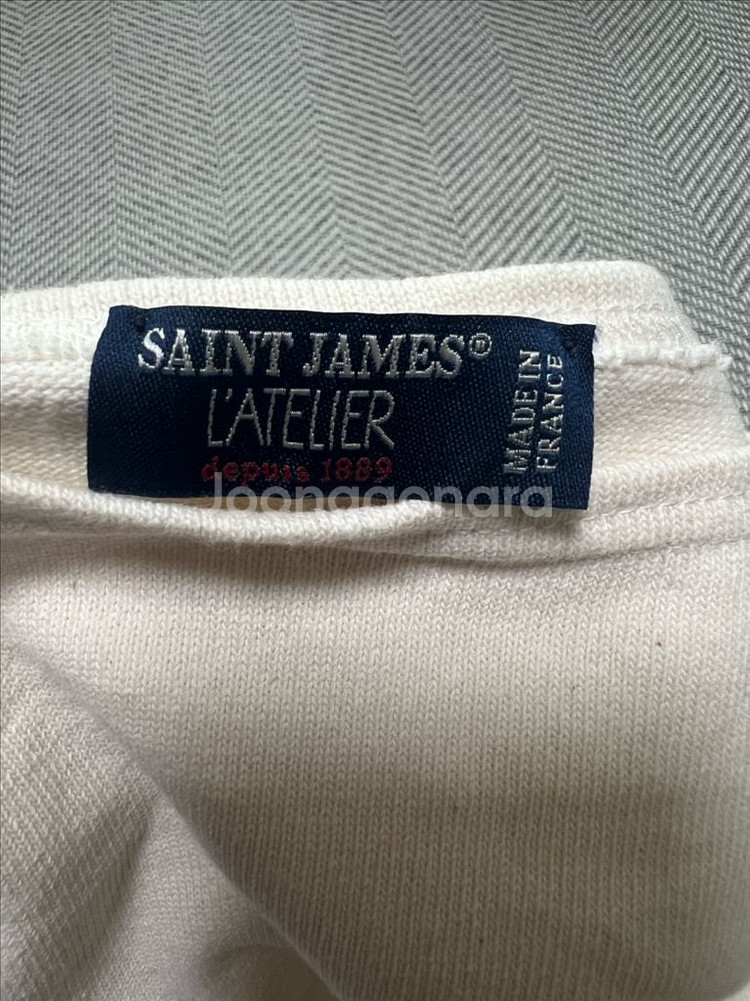 SAINT JAMES®
L'ATELIER
depuis 1889
MADE IN
FRANCE
Joonggonara